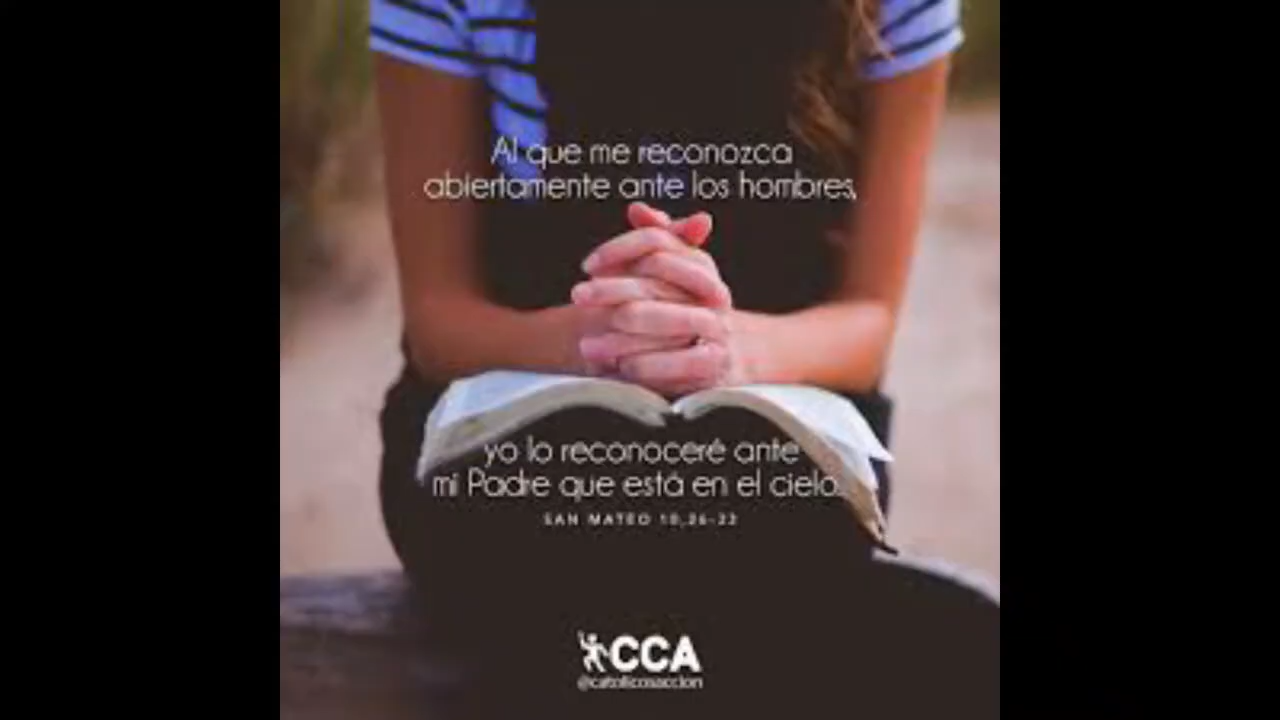 Al que me reconozca
abiertamente ante los hombres,
yo lo reconoceré ante
mi Padre que está en el cielo.
SAN MATEO 10,26-33
CCA
@catolicosaccion